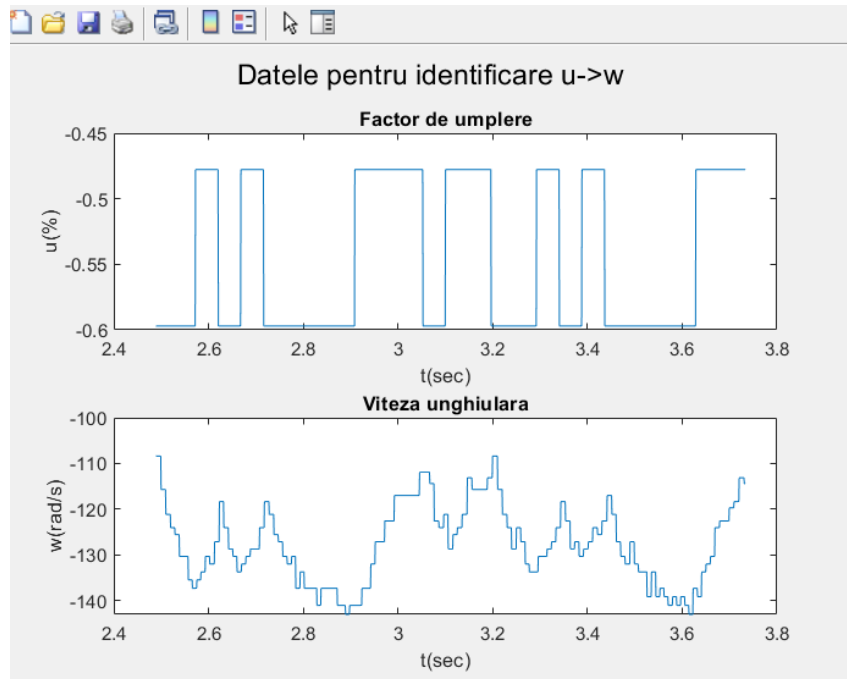 Datele pentru identificare u->w
Factor de umplere
-0.45
-0.5
-0.55
-0.6
u(%)
2.4 2.6 2.8 3 3.2 3.4 3.6 3.8
t(sec)
Viteza unghiulara
-100
-110
-120
-130
-140
w(rad/s)
2.4 2.6 2.8 3 3.2 3.4 3.6 3.8
t(sec)